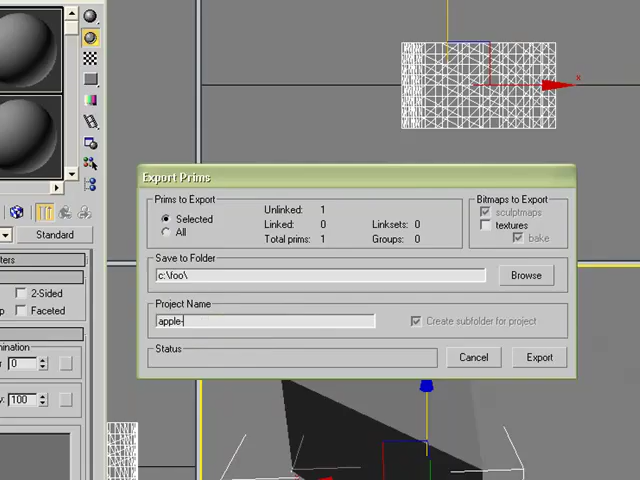 x
Export Prims
Prims to Export
Selected
All
Unlinked: 1
Linked: 0
Total prims: 1
Linksets: 0
Groups: 0
Bitmaps to Export
sculptmaps
textures
bake
Save to Folder
c:\foo\
Browse
Project Name
apple-
Create subfolder for project
Status
Cancel
Export
Standard
2-Sided
Faceted
0
100